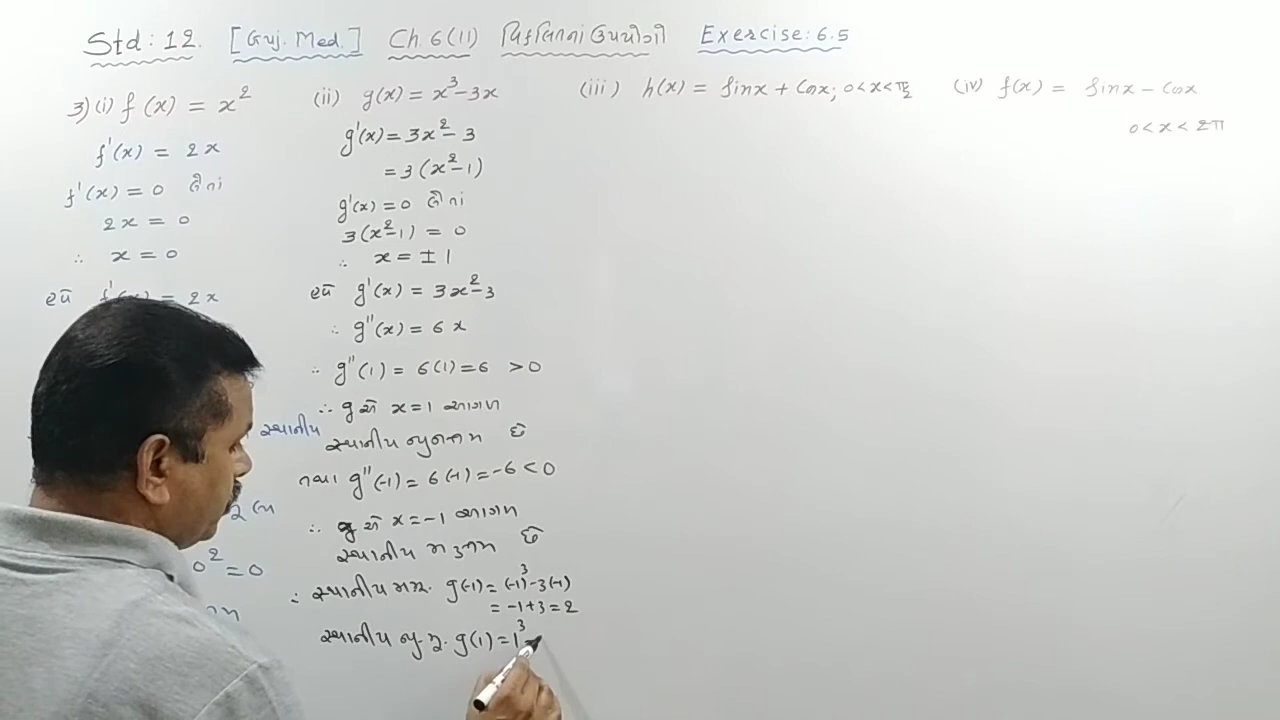 Std: 12. [Guj. Med.] Ch. 6(11) વિકલિતનાં ઉપયોગો Exercise: 6.5
3) (i) f(x) = x²
f'(x) = 2x
f'(x) = 0 લેતાં
2x = 0
∴ x = 0
હવે f'(x) = 2x
સ્થાનીય
0² = 0
(ii) g(x) = x³ - 3x
g'(x) = 3x² - 3
= 3(x² - 1)
g'(x) = 0 લેતાં
3(x² - 1) = 0
∴ x = ± 1
હવે g'(x) = 3x² - 3
∴ g''(x) = 6x
∴ g''(1) = 6(1) = 6 > 0
∴ g એ x = 1 આગળ
સ્થાનીય ન્યૂનતમ છે
તથા g''(-1) = 6(-1) = -6 < 0
∴ g એ x = -1 આગળ
સ્થાનીય મહત્તમ છે
∴ સ્થાનીય મહ. g(-1) = (-1)³ - 3(-1)
= -1 + 3 = 2
સ્થાનીય ન્યૂ. મૂ. g(1) = 1³
(iii) h(x) = sinx + cosx; 0 < x < π/2
(iv) f(x) = sinx - cosx
0 < x < 2π